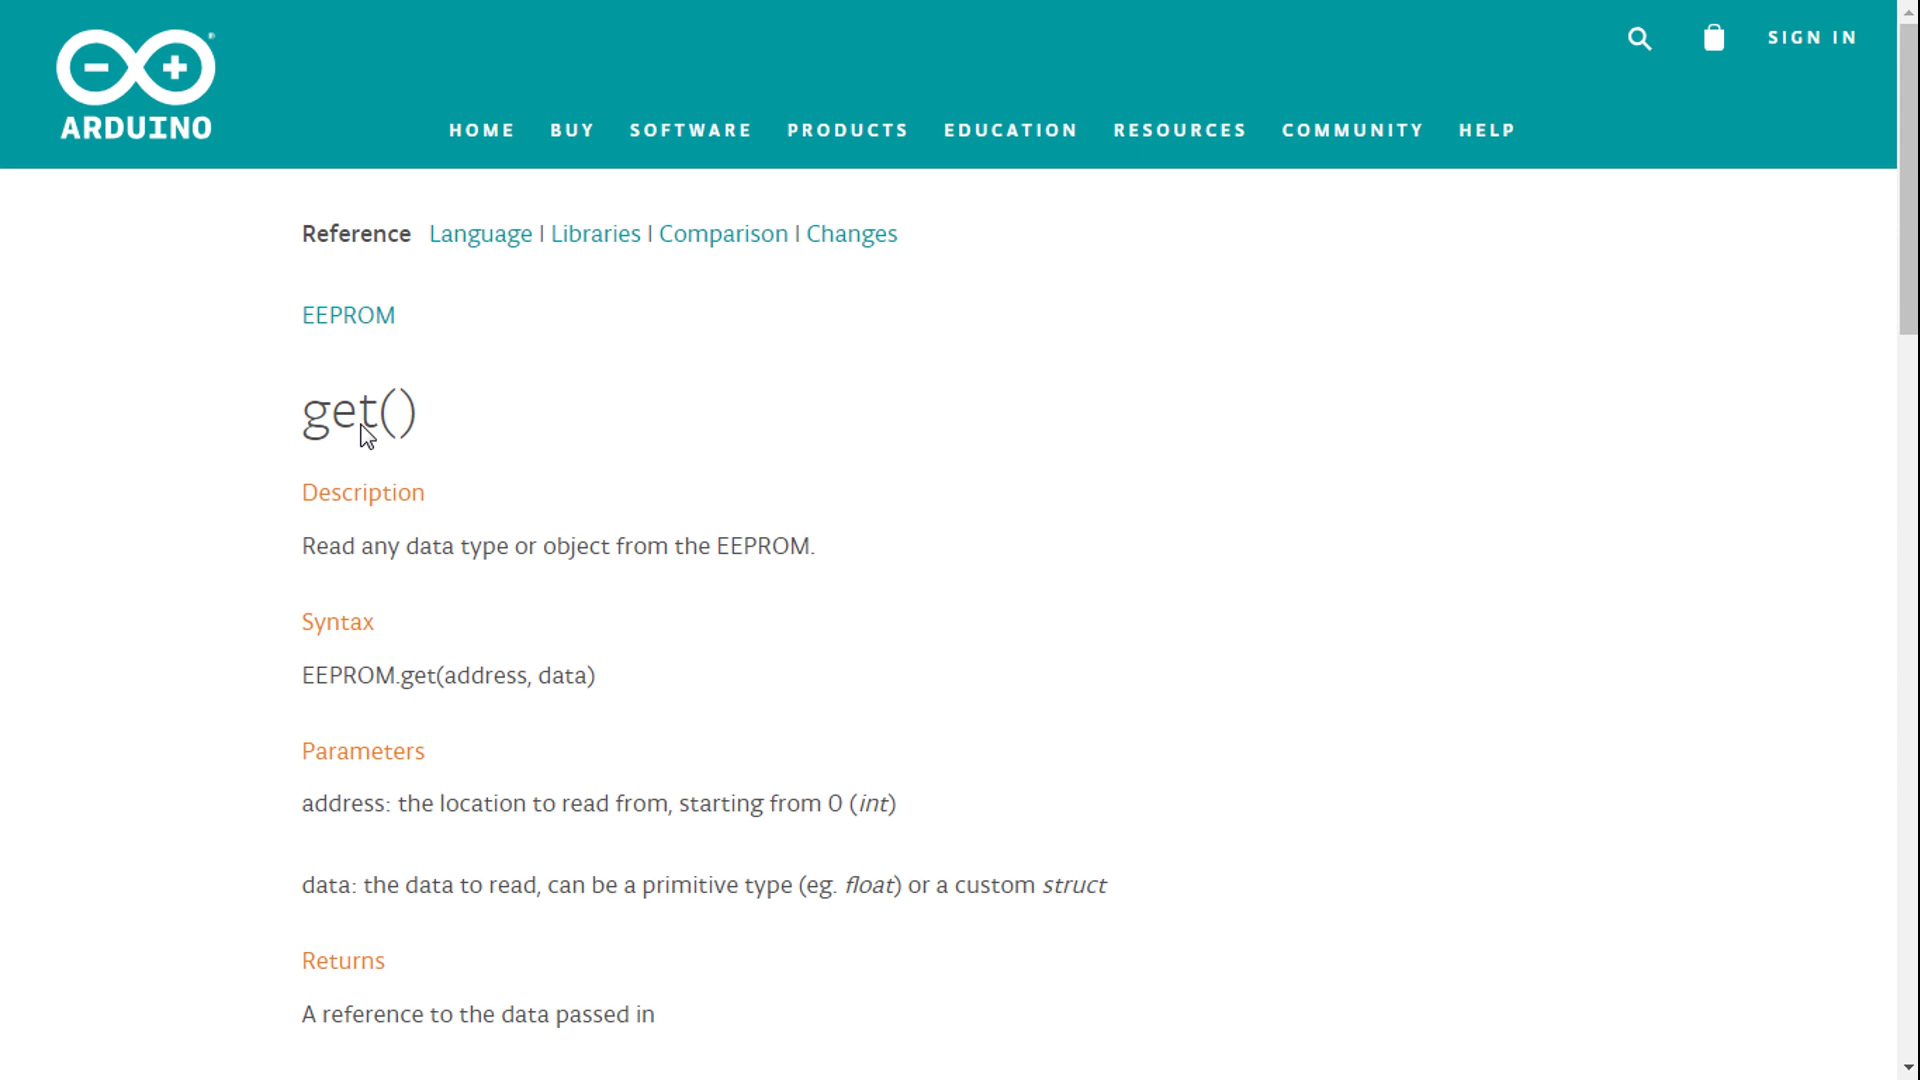 SIGN IN
ARDUINO
HOME BUY SOFTWARE PRODUCTS EDUCATION RESOURCES COMMUNITY HELP
Reference Language | Libraries | Comparison | Changes
EEPROM
get()
Description
Read any data type or object from the EEPROM.
Syntax
EEPROM.get(address, data)
Parameters
address: the location to read from, starting from 0 (int)
data: the data to read, can be a primitive type (eg. float) or a custom struct
Returns
A reference to the data passed in